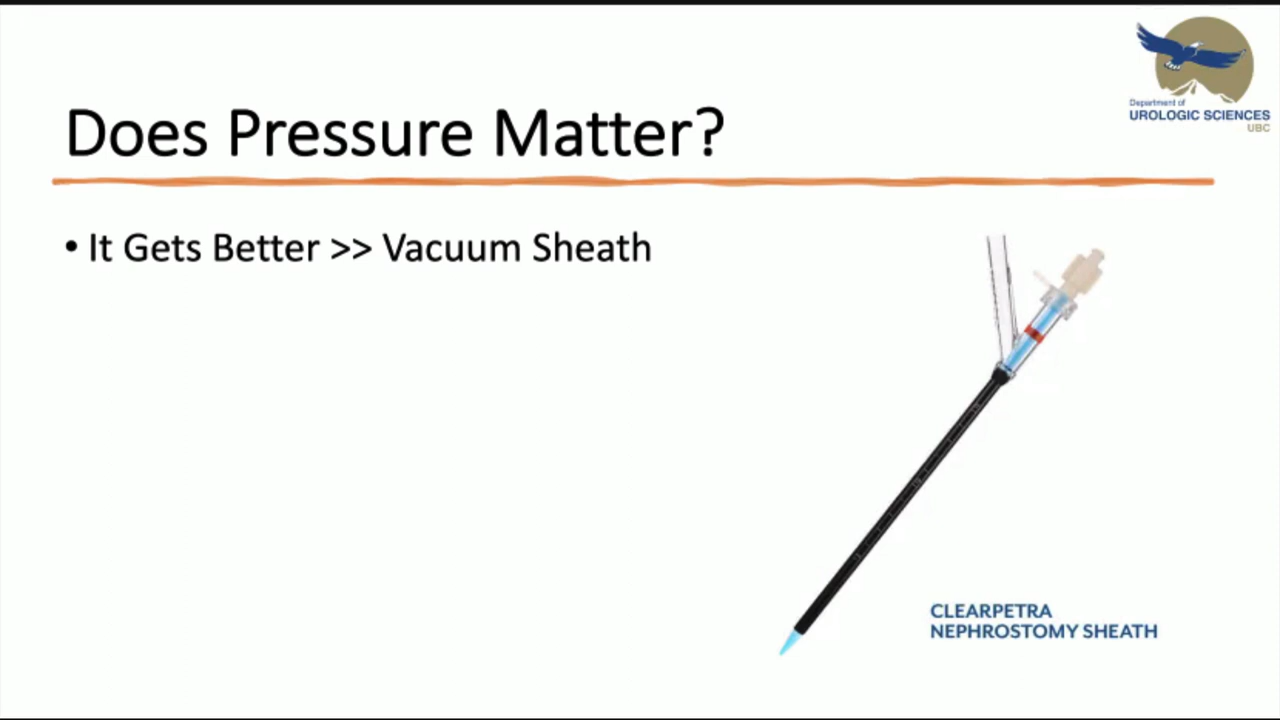 Department of
UROLOGIC SCIENCES
UBC
Does Pressure Matter?
• It Gets Better >> Vacuum Sheath
CLEARPETRA
NEPHROSTOMY SHEATH